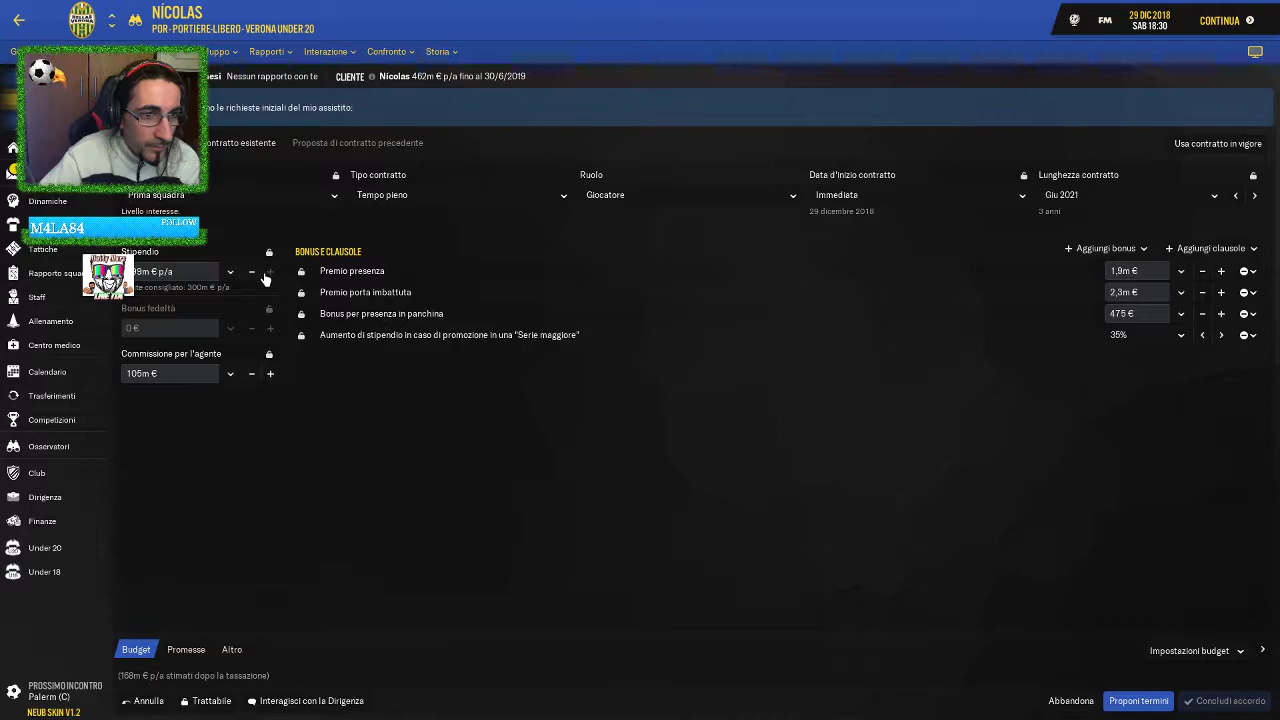 NÍCOLAS
POR - PORTIERE-LIBERO - VERONA UNDER 20
FM
29 DIC 2018
SAB 18:30
CONTINUA
Rapporti
Interazione
Confronto
Storia
Nessun rapporto con te
CLIENTE
Nícolas 462m € p/a fino al 30/6/2019
le richieste iniziali del mio assistito:
Proposta di contratto precedente
Usa contratto in vigore
Tipo contratto
Ruolo
Data d'inizio contratto
Lunghezza contratto
Prima squadra
Tempo pieno
Giocatore
Immediata
Giu 2021
Livello interesse:
29 dicembre 2018
3 anni
M4LA84
FOLLOW
Stipendio
99m € p/a
300m € p/a
Bonus fedeltà
0 €
Commissione per l'agente
105m €
BONUS E CLAUSOLE
Aggiungi bonus
Aggiungi clausole
Premio presenza
1,9m €
Premio porta imbattuta
2,3m €
Bonus per presenza in panchina
475 €
Aumento di stipendio in caso di promozione in una "Serie maggiore"
35%
Dinamiche
Tattiche
Rapporto
Staff
Allenamento
Centro medico
Calendario
Trasferimenti
Competizioni
Osservatori
Club
Dirigenza
Finanze
Under 20
Under 18
PROSSIMO INCONTRO
Palerm (C)
NEUB SKIN V1.2
Budget
Promesse
Altro
Impostazioni budget
(168m € p/a stimati dopo la tassazione)
Annulla
Trattabile
Interagisci con la Dirigenza
Abbandona
Proponi termini
Concludi accordo